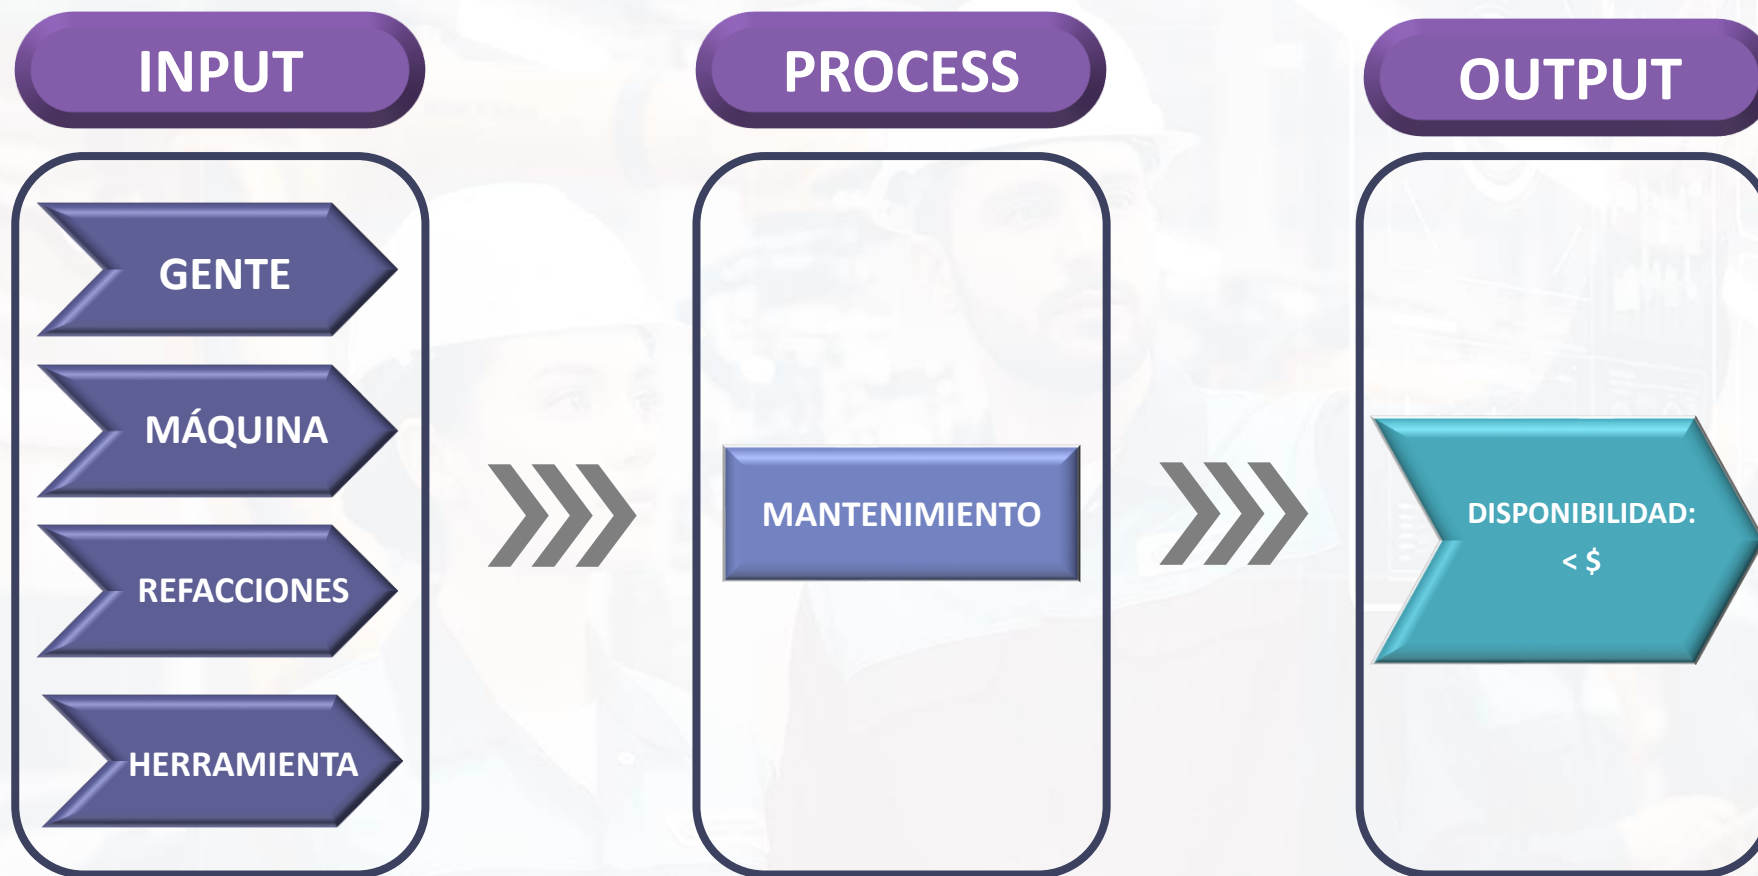 INPUT
GENTE
MÁQUINA
REFACCIONES
HERRAMIENTA
PROCESS
MANTENIMIENTO
OUTPUT
DISPONIBILIDAD:
< $